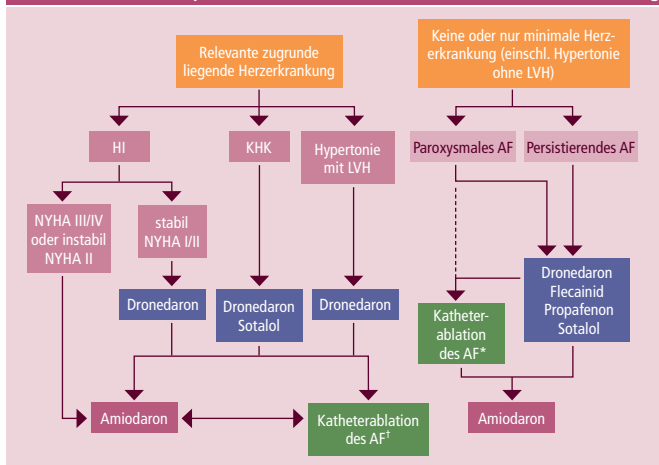 Relevante zugrunde
liegende Herzerkrankung
Keine oder nur minimale Herz-
erkrankung (einschl. Hypertonie
ohne LVH)
HI
KHK
Hypertonie
mit LVH
Paroxysmales AF
Persistierendes AF
NYHA III/IV
oder instabil
NYHA II
stabil
NYHA I/II
Dronedaron
Dronedaron
Sotalol
Dronedaron
Katheter-
ablation
des AF*
Dronedaron
Flecainid
Propafenon
Sotalol
Amiodaron
Katheterablation
des AF†
Amiodaron